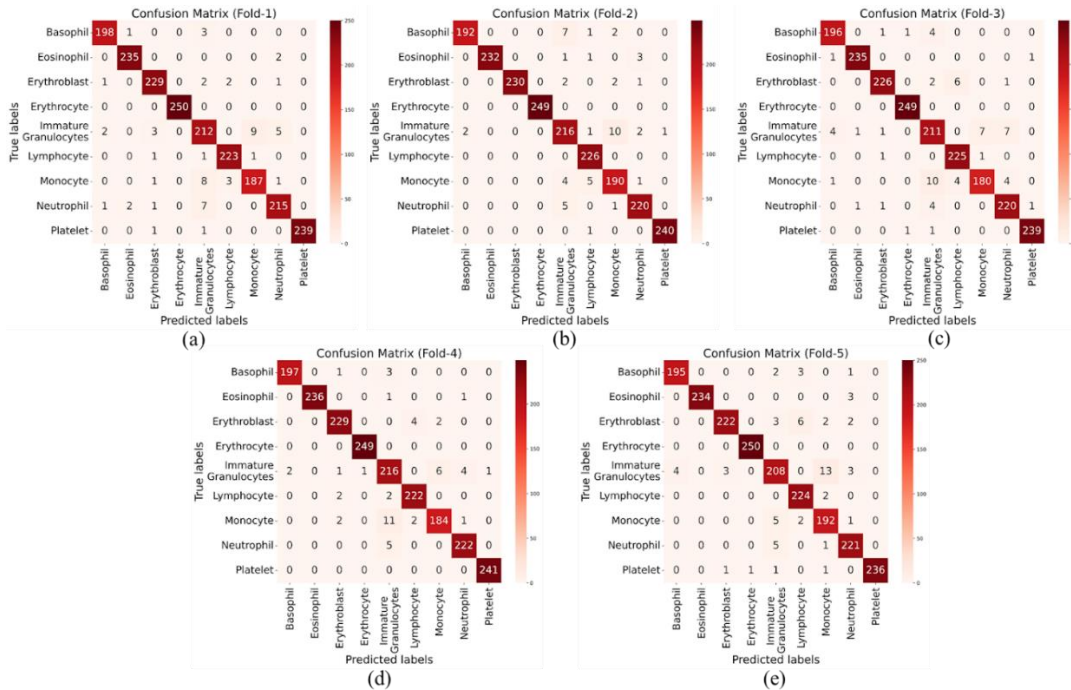 Confusion Matrix (Fold-1)
True labels
Basophil 198 1 0 0 3 0 0 0 0
Eosinophil 0 235 0 0 0 0 0 2 0
Erythroblast 1 0 229 0 2 2 0 1 0
Erythrocyte 0 0 0 250 0 0 0 0 0
Immature
Granulocytes 2 0 3 0 212 0 9 5 0
Lymphocyte 0 0 1 0 1 223 1 0 0
Monocyte 0 0 1 0 8 3 187 1 0
Neutrophil 1 2 1 0 7 0 0 215 0
Platelet 0 0 1 0 1 0 0 0 239
Basophil
Eosinophil
Erythroblast
Erythrocyte
Immature
Granulocytes
Lymphocyte
Monocyte
Neutrophil
Platelet
Predicted labels
250
200
150
100
50
0
(a)
Confusion Matrix (Fold-2)
192 0 0 0 7 1 2 0 0
0 232 0 0 1 1 0 3 0
0 0 230 0 2 0 2 1 0
0 0 0 249 0 0 0 0 0
2 0 0 0 216 1 10 2 1
0 0 0 0 0 226 0 0 0
0 0 0 0 4 5 190 1 0
0 0 0 0 5 0 1 220 0
0 0 0 0 0 1 0 0 240
Basophil
Eosinophil
Erythroblast
Erythrocyte
Immature
Granulocytes
Lymphocyte
Monocyte
Neutrophil
Platelet
Predicted labels
(b)
Confusion Matrix (Fold-3)
196 0 1 1 4 0 0 0 0
1 235 0 0 0 0 0 0 1
0 0 226 0 2 6 0 1 0
0 0 0 249 0 0 0 0 0
4 1 1 0 211 0 7 7 0
0 0 1 0 0 225 1 0 0
1 0 0 0 10 4 180 4 0
0 1 1 0 4 0 0 220 1
0 0 0 1 1 0 0 0 239
Basophil
Eosinophil
Erythroblast
Erythrocyte
Immature
Granulocytes
Lymphocyte
Monocyte
Neutrophil
Platelet
Predicted labels
(c)
Confusion Matrix (Fold-4)
True labels
Basophil 197 0 1 0 3 0 0 0 0
Eosinophil 0 236 0 0 1 0 0 1 0
Erythroblast 0 0 229 0 0 4 2 0 0
Erythrocyte 0 0 0 249 0 0 0 0 0
Immature
Granulocytes 2 0 1 1 216 0 6 4 1
Lymphocyte 0 0 2 0 2 222 0 0 0
Monocyte 0 0 2 0 11 2 184 1 0
Neutrophil 0 0 0 0 5 0 0 222 0
Platelet 0 0 0 0 0 0 0 0 241
Basophil
Eosinophil
Erythroblast
Erythrocyte
Immature
Granulocytes
Lymphocyte
Monocyte
Neutrophil
Platelet
Predicted labels
(d)
Confusion Matrix (Fold-5)
True labels
Basophil 195 0 0 0 2 3 0 1 0
Eosinophil 0 234 0 0 0 0 0 3 0
Erythroblast 0 0 222 0 3 6 2 2 0
Erythrocyte 0 0 0 250 0 0 0 0 0
Immature
Granulocytes 4 0 3 0 208 0 13 3 0
Lymphocyte 0 0 0 0 0 224 2 0 0
Monocyte 0 0 0 0 5 2 192 1 0
Neutrophil 0 0 0 0 5 0 1 221 0
Platelet 0 0 1 1 1 0 1 0 236
Basophil
Eosinophil
Erythroblast
Erythrocyte
Immature
Granulocytes
Lymphocyte
Monocyte
Neutrophil
Platelet
Predicted labels
250
200
150
100
50
0
(e)